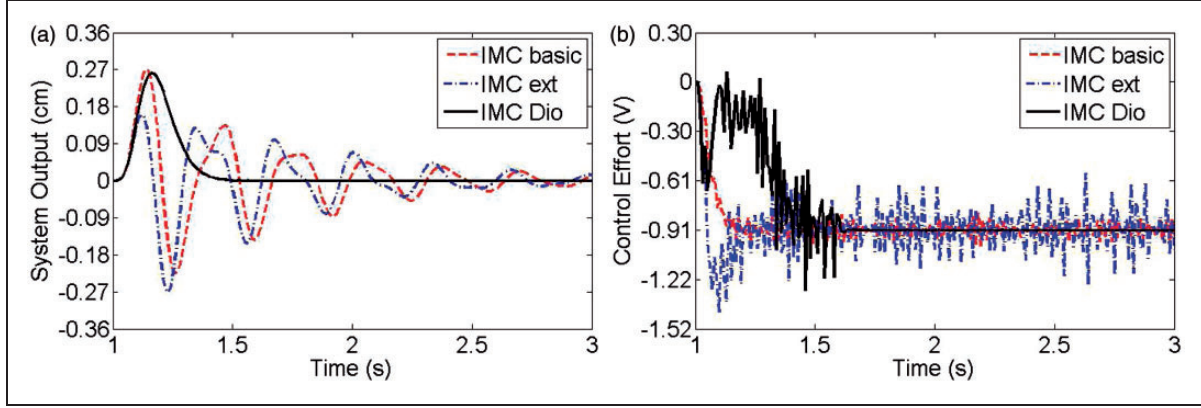 (a)
System Output (cm)
0.36
0.27
0.18
0.09
0
-0.09
-0.18
-0.27
-0.36
IMC basic
IMC ext
IMC Dio
1
1.5
2
2.5
3
Time (s)
(b)
Control Effort (V)
0.30
0
-0.30
-0.61
-0.91
-1.22
-1.52
IMC basic
IMC ext
IMC Dio
1
1.5
2
2.5
3
Time (s)